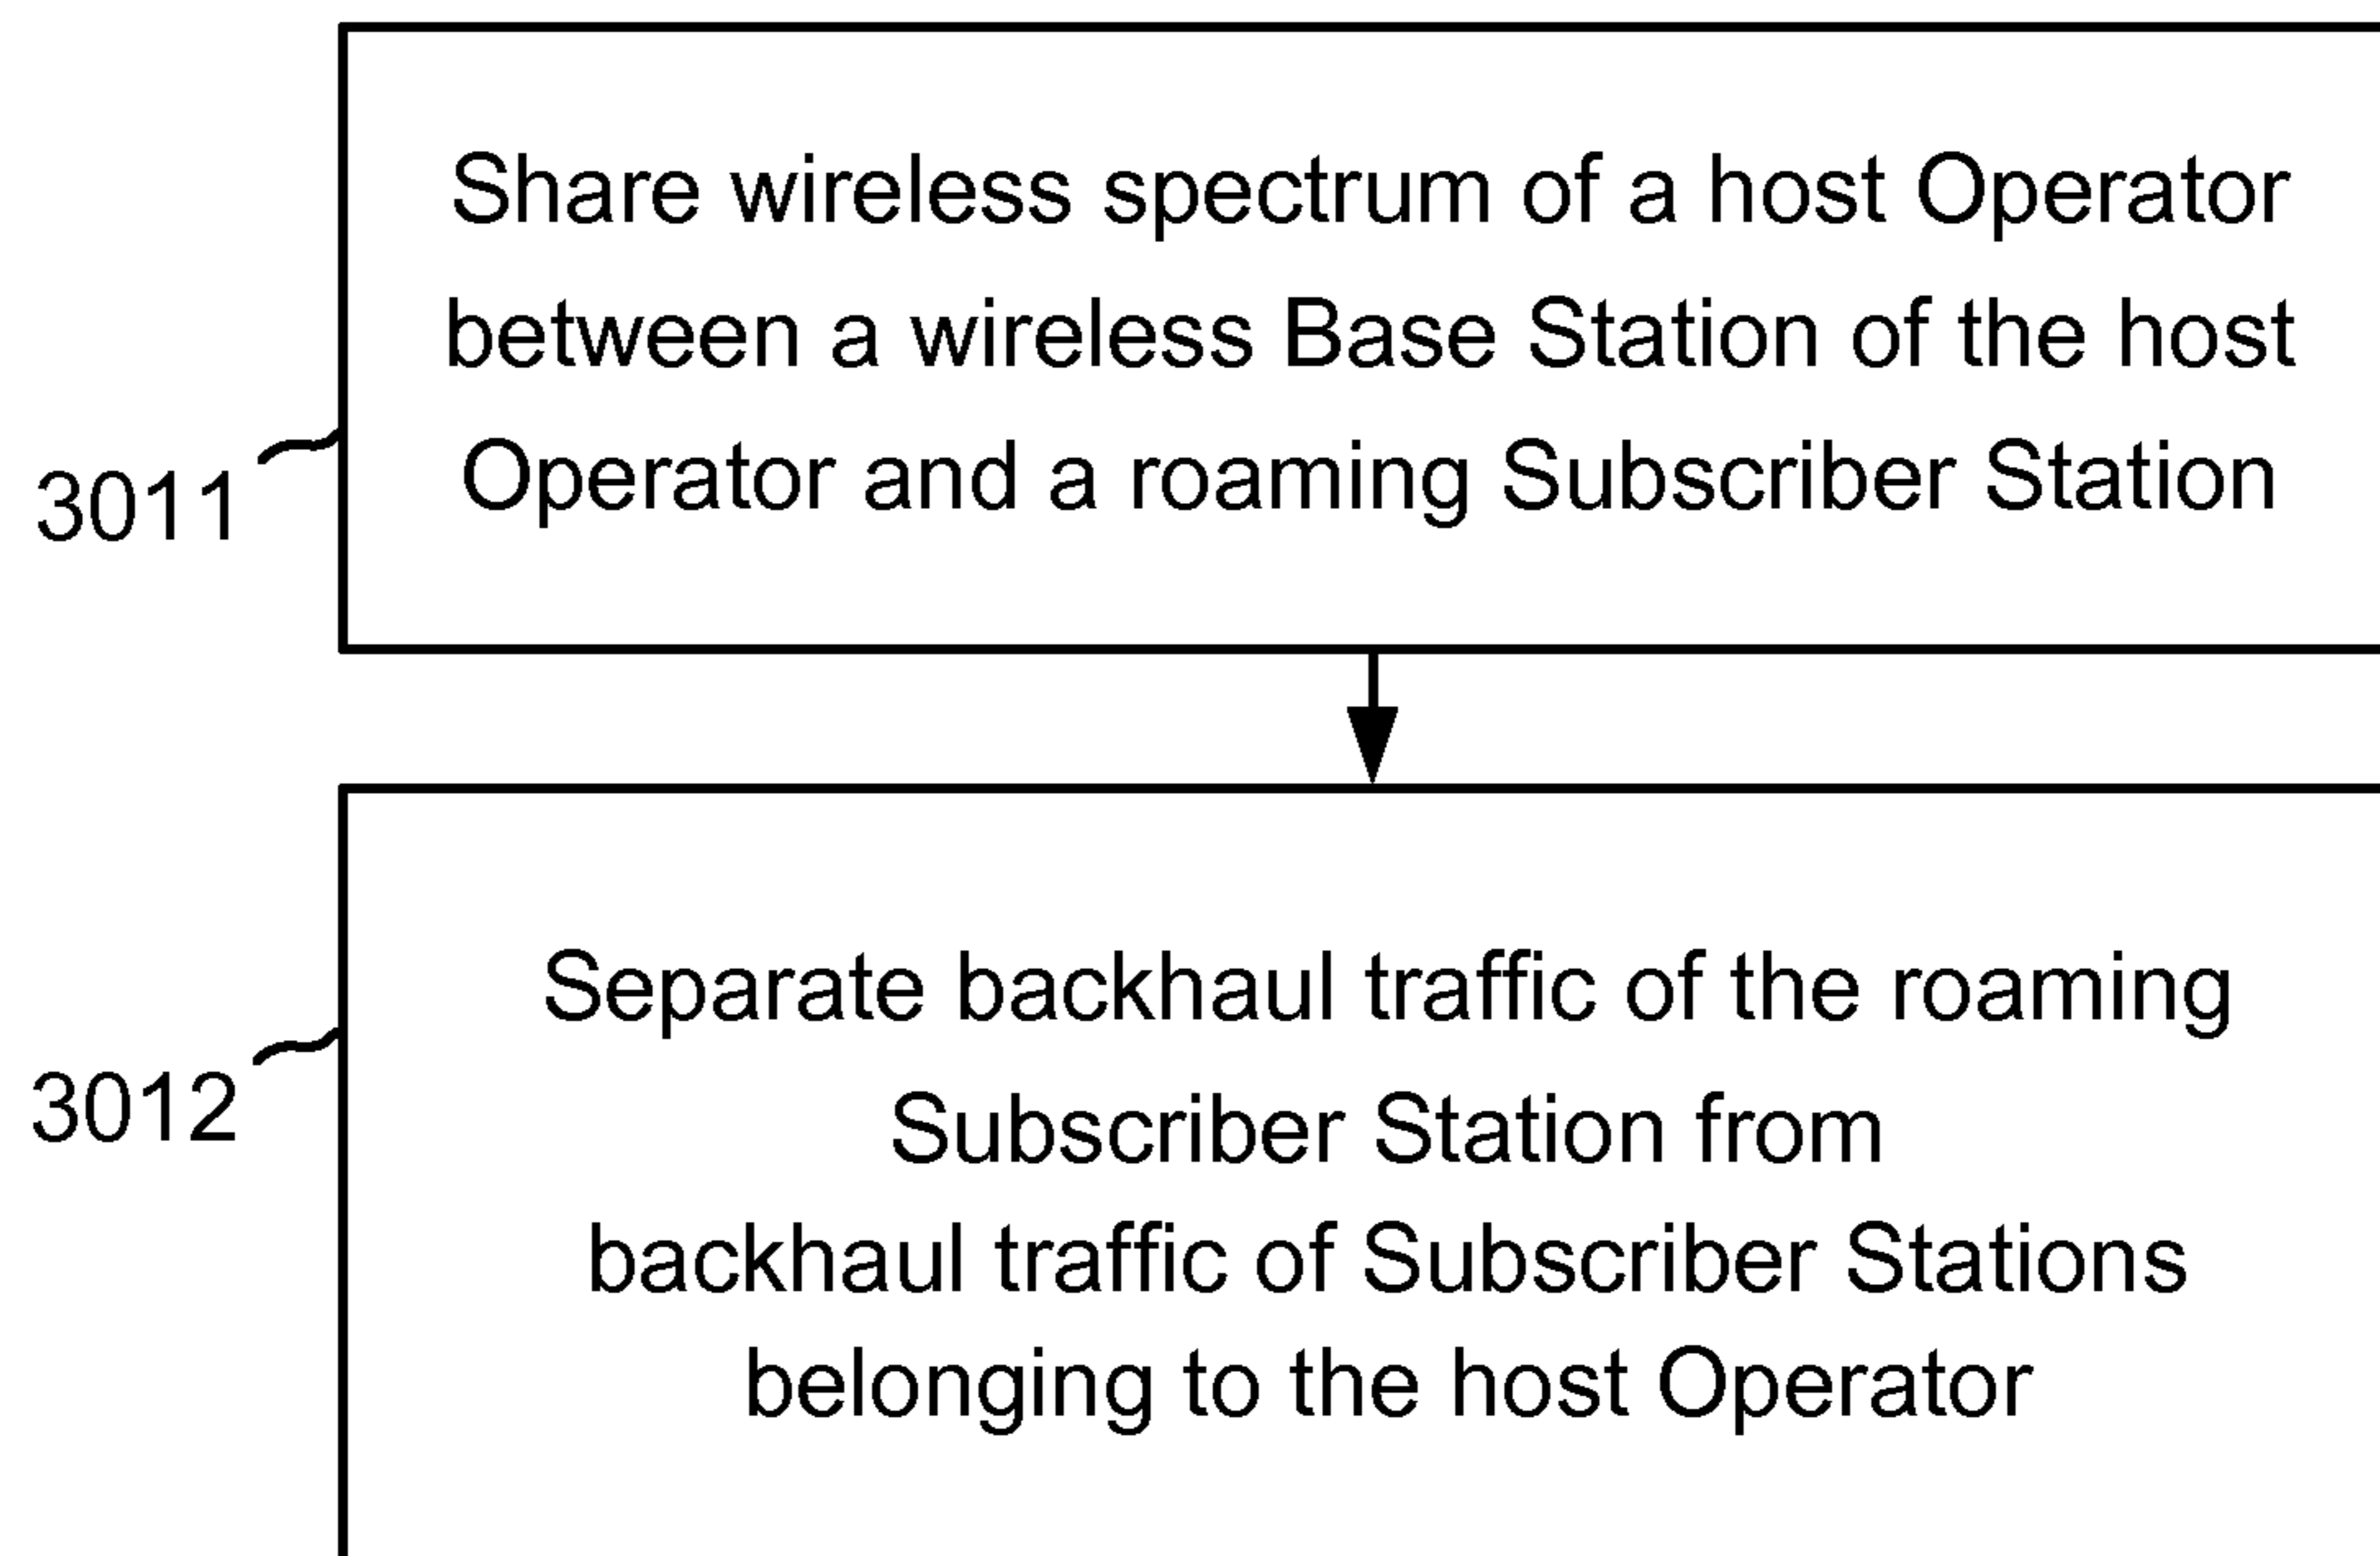 Share wireless spectrum of a host Operator
between a wireless Base Station of the host
Operator and a roaming Subscriber Station
3011
Separate backhaul traffic of the roaming
Subscriber Station from
backhaul traffic of Subscriber Stations
belonging to the host Operator
3012